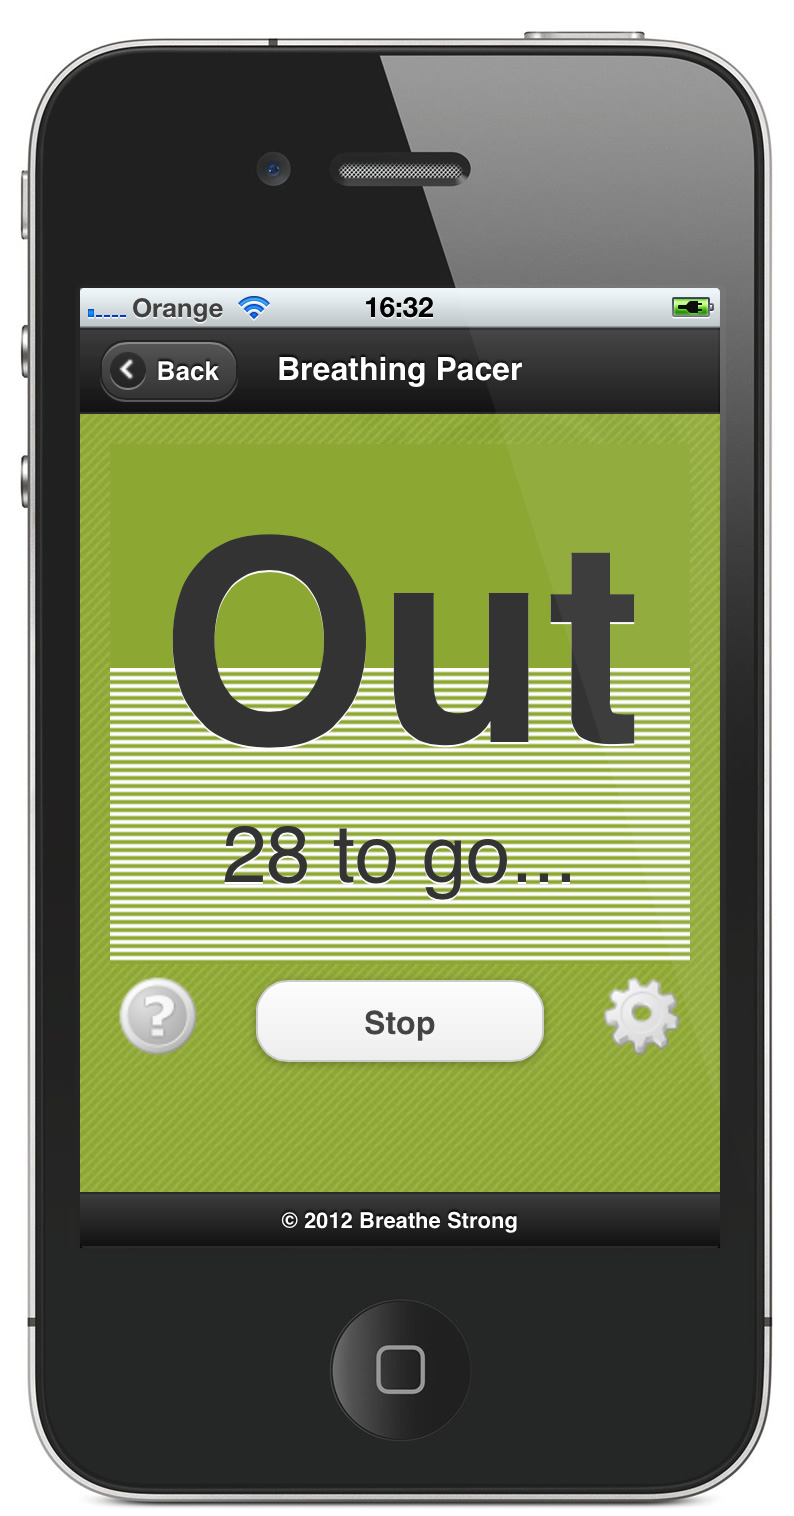 Orange 16:32
Back Breathing Pacer
Out
28 to go...
?
Stop
© 2012 Breathe Strong